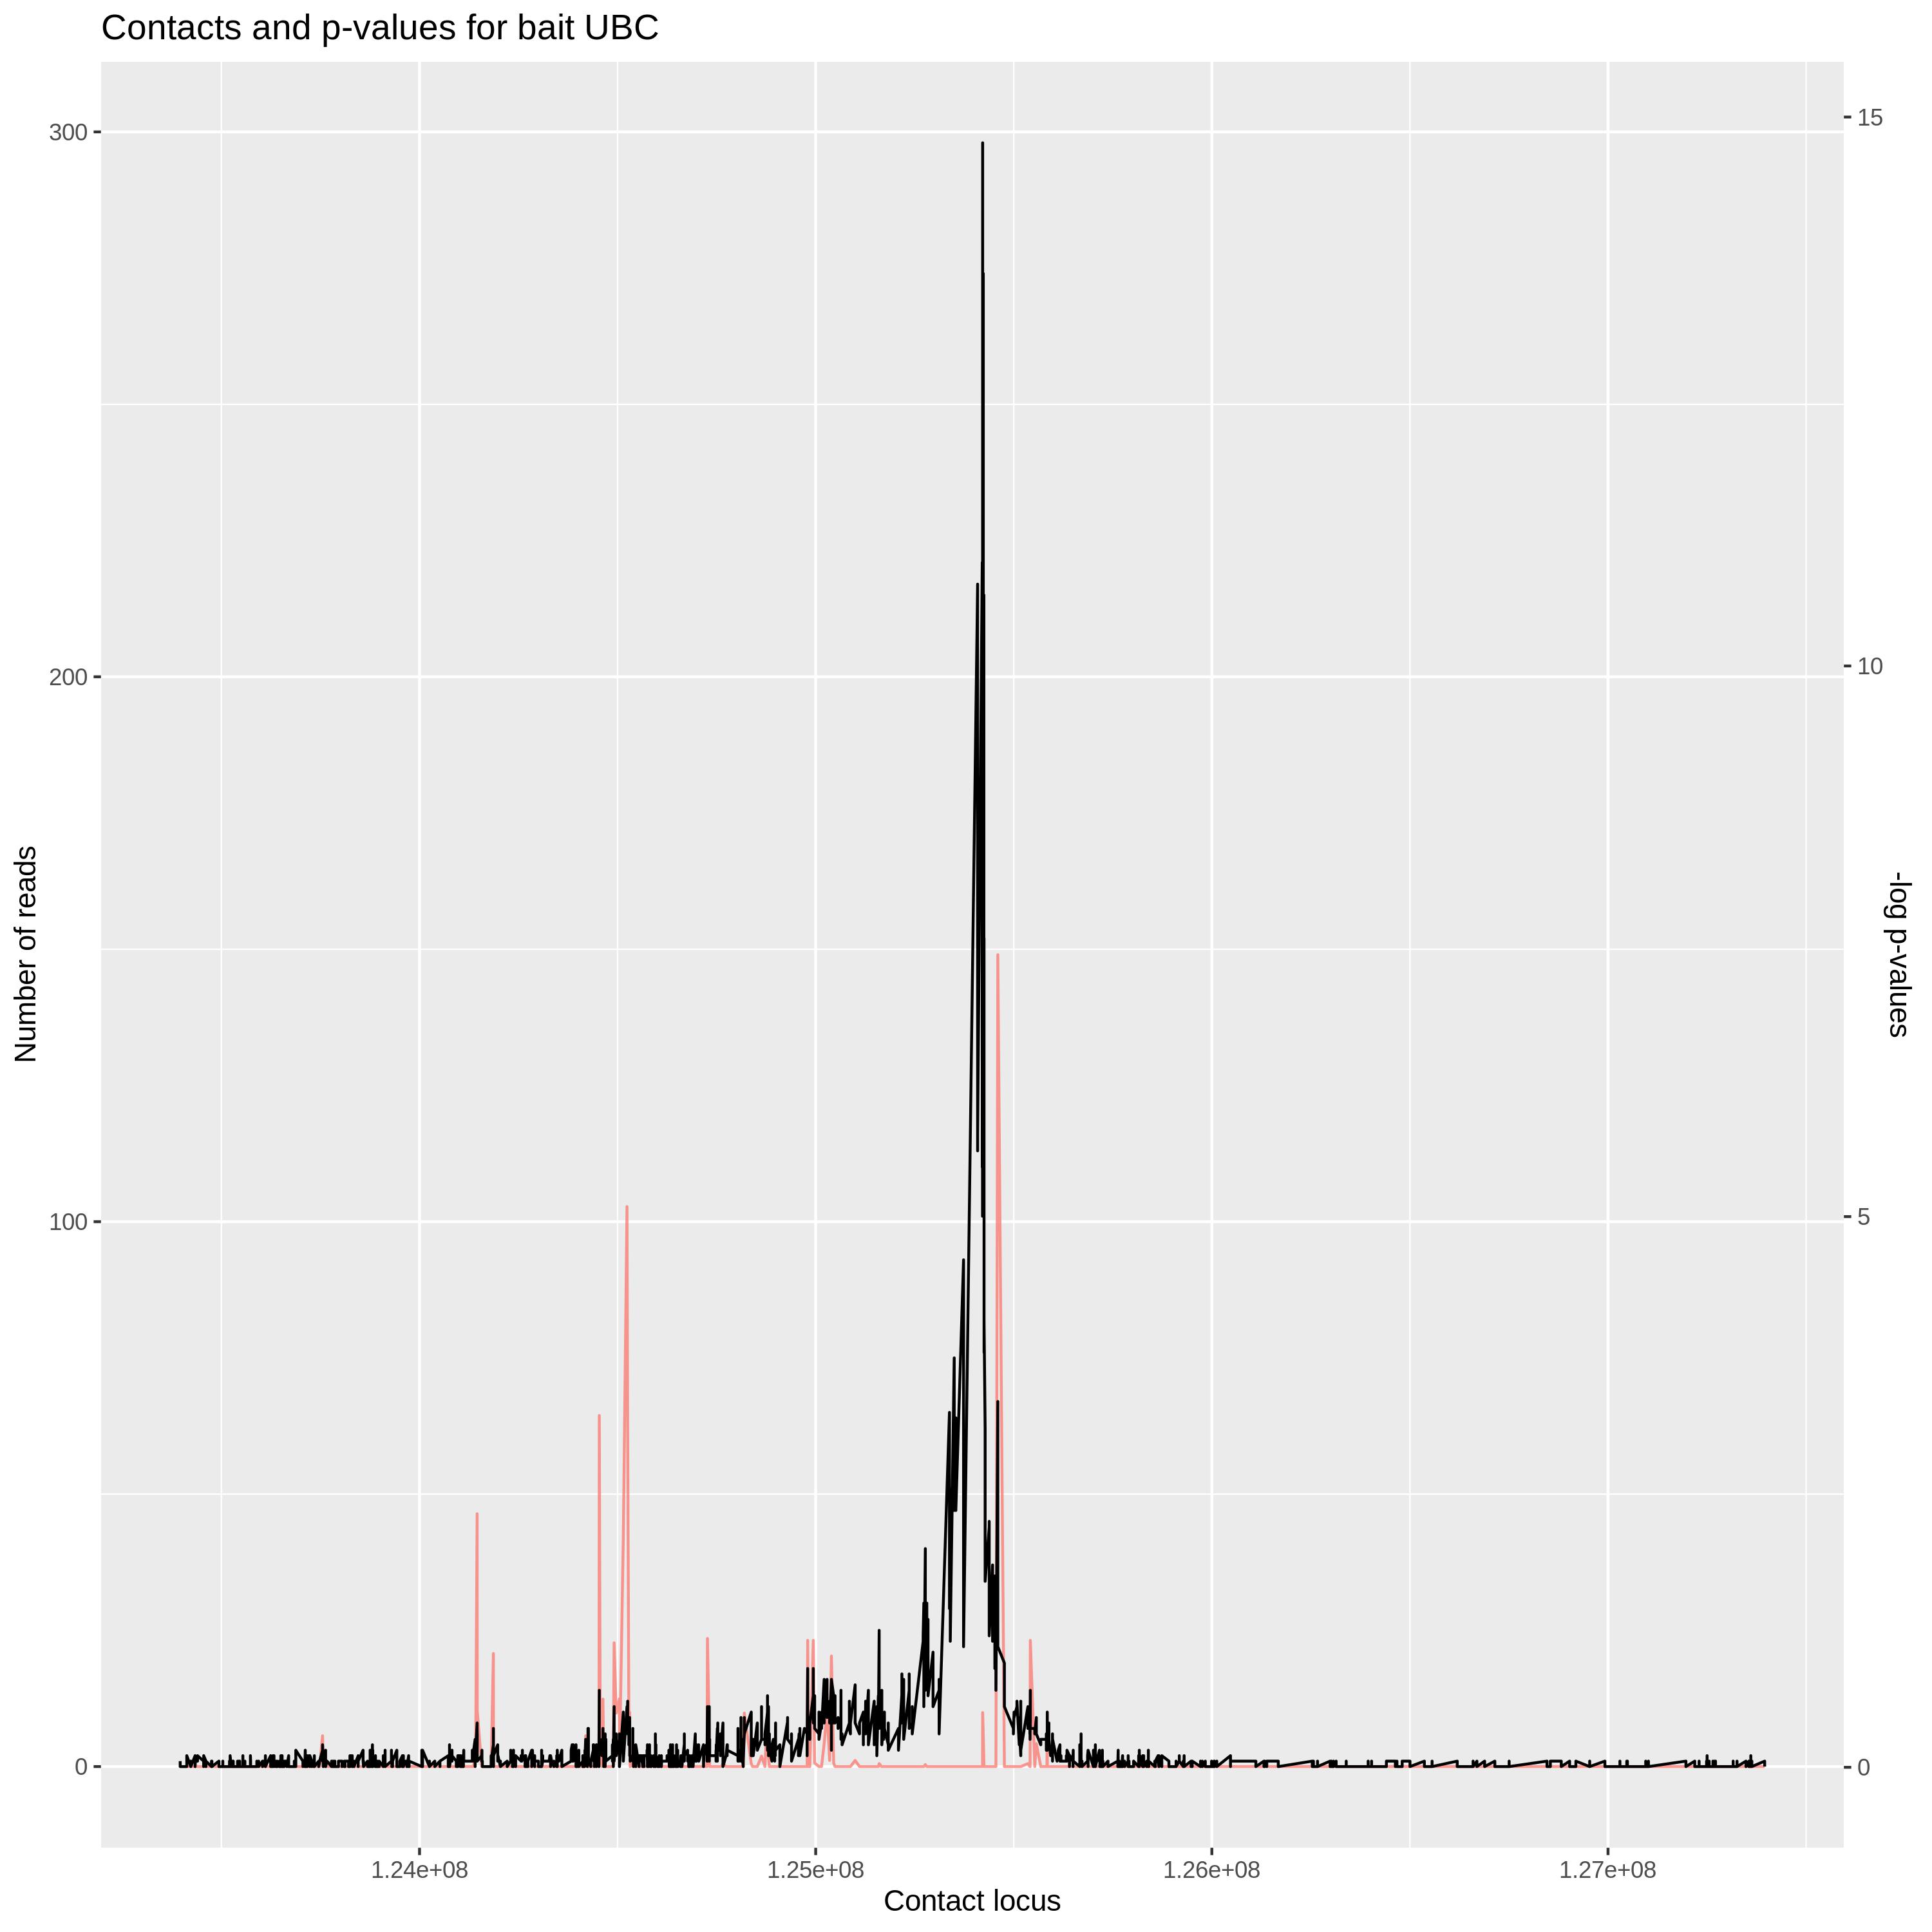 Contacts and p-values for bait UBC
300
200
100
0
Number of reads
15
10
5
0
-log p-values
1.24e+08
1.25e+08
1.26e+08
1.27e+08
Contact locus